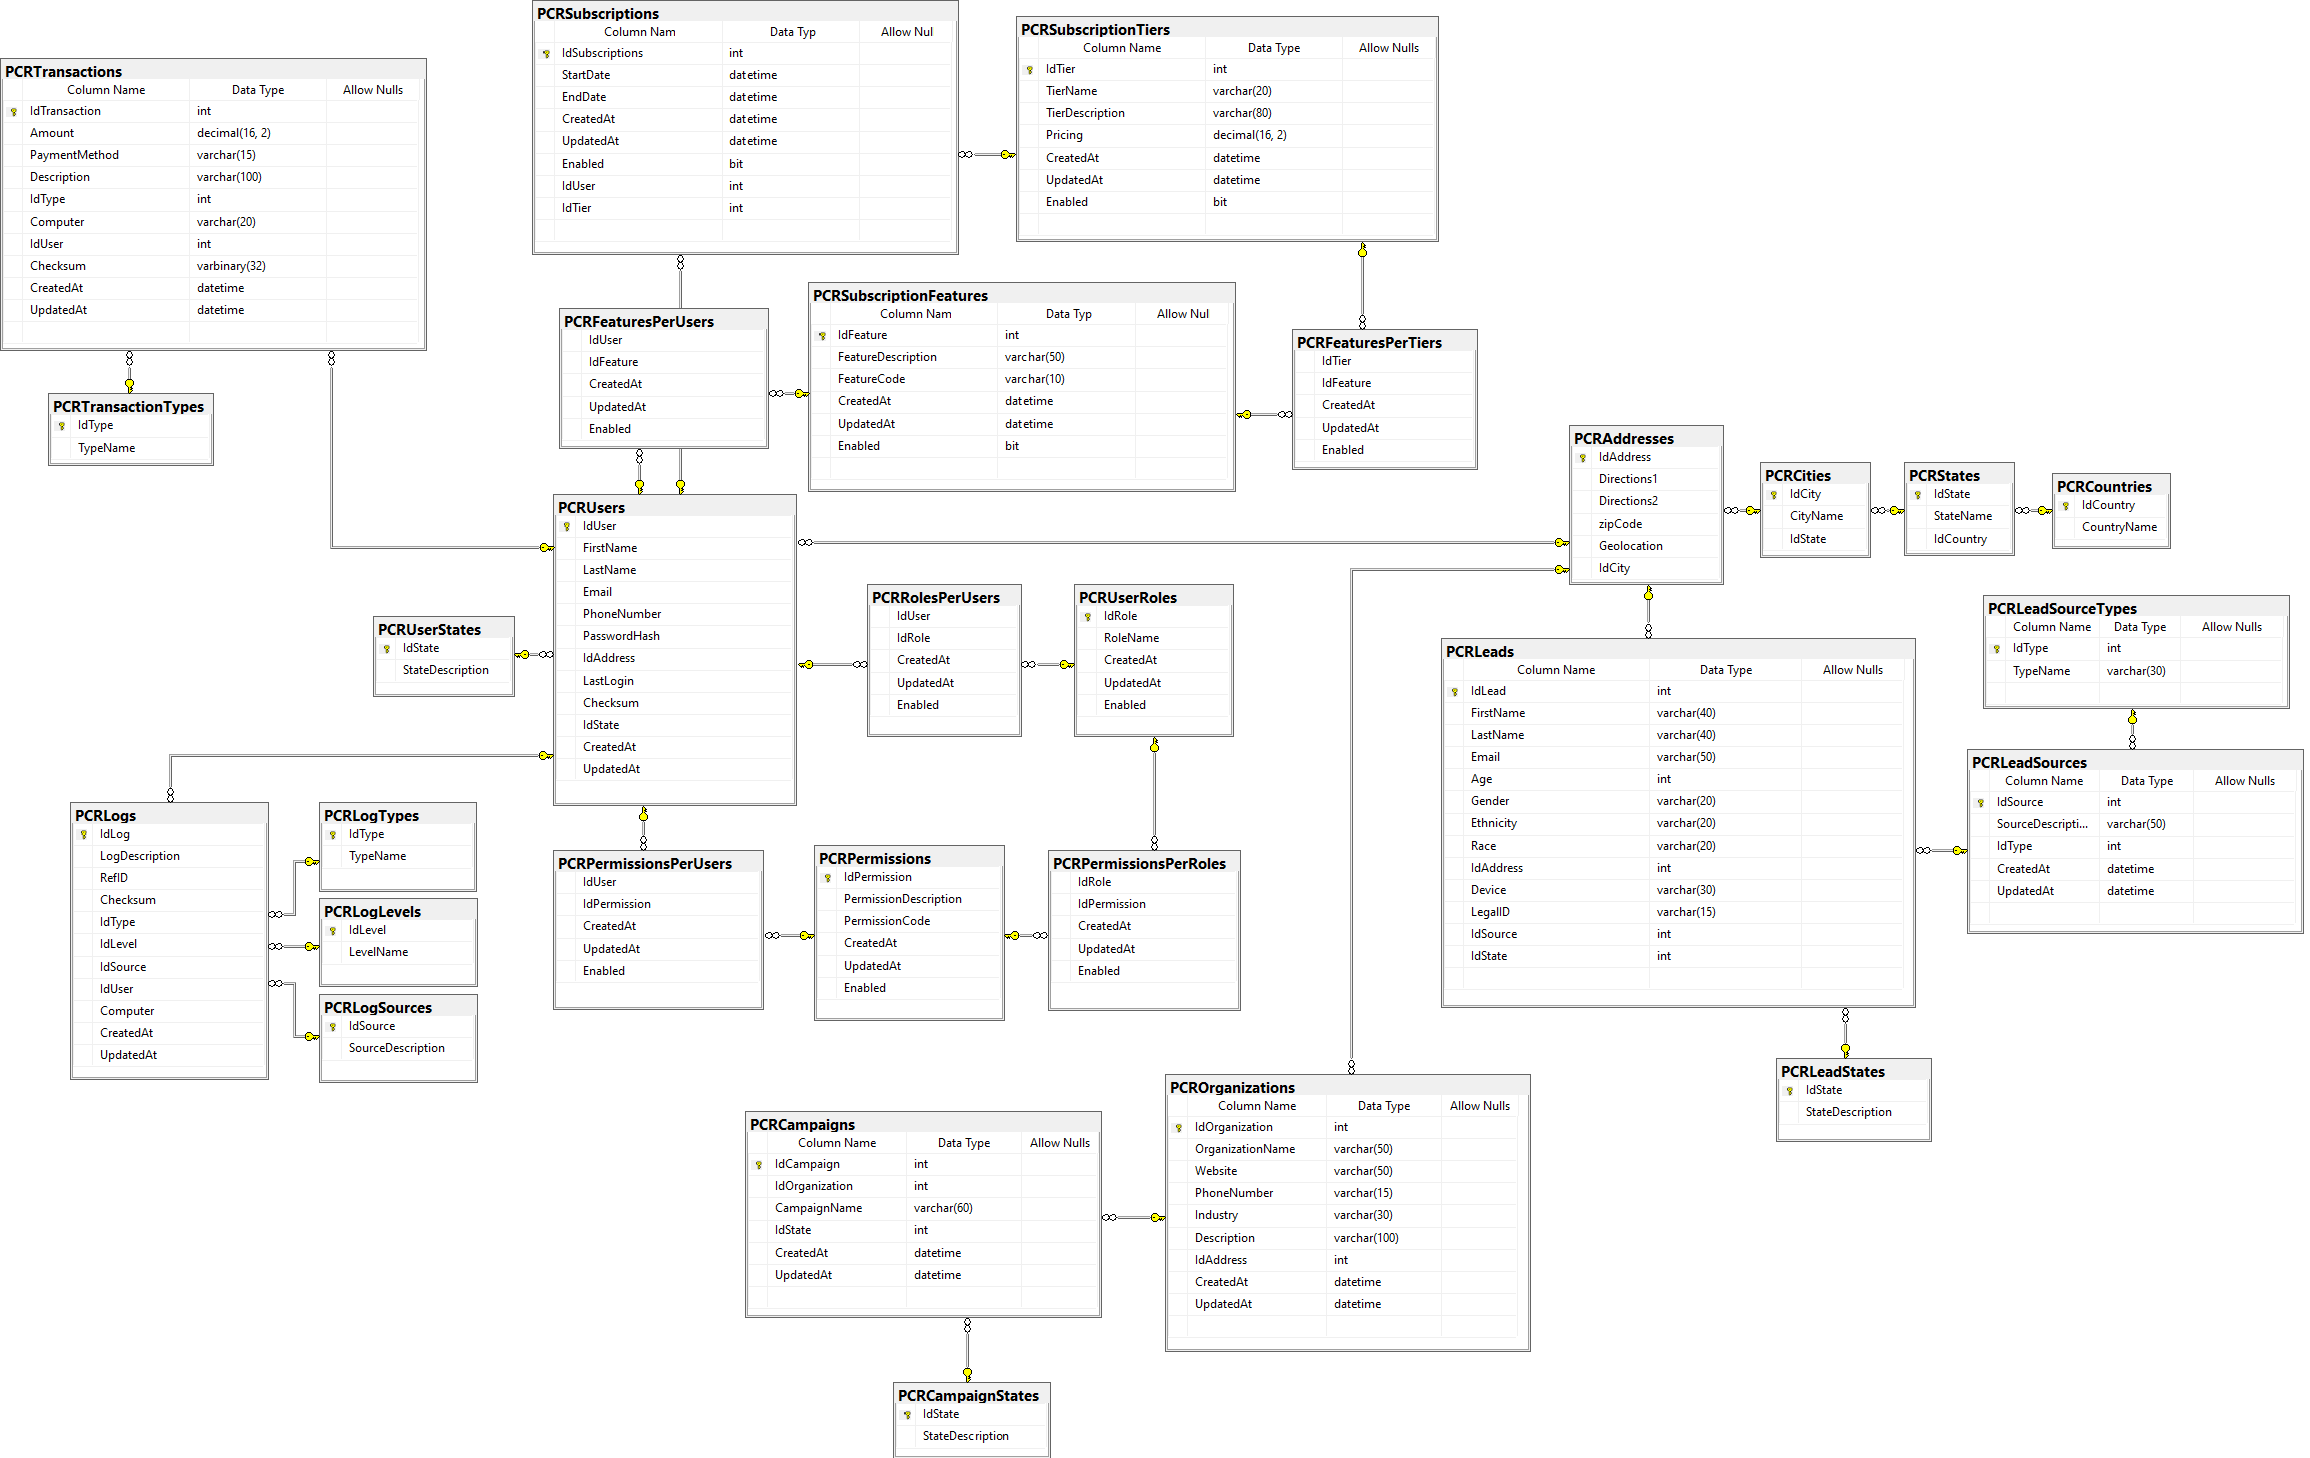 PCRSubscriptions
Column Nam Data Typ Allow Nul
IdSubscriptions int
StartDate datetime
EndDate datetime
CreatedAt datetime
UpdatedAt datetime
Enabled bit
IdUser int
IdTier int
PCRSubscriptionTiers
Column Name Data Type Allow Nulls
IdTier int
TierName varchar(20)
TierDescription varchar(80)
Pricing decimal(16, 2)
CreatedAt datetime
UpdatedAt datetime
Enabled bit
PCRTransactions
Column Name Data Type Allow Nulls
IdTransaction int
Amount decimal(16, 2)
PaymentMethod varchar(15)
Description varchar(100)
IdType int
Computer varchar(20)
IdUser int
Checksum varbinary(32)
CreatedAt datetime
UpdatedAt datetime
PCRFeaturesPerUsers
IdUser
IdFeature
CreatedAt
UpdatedAt
Enabled
PCRSubscriptionFeatures
Column Nam Data Typ Allow Nul
IdFeature int
FeatureDescription varchar(50)
FeatureCode varchar(10)
CreatedAt datetime
UpdatedAt datetime
Enabled bit
PCRFeaturesPerTiers
IdTier
IdFeature
CreatedAt
UpdatedAt
Enabled
PCRTransactionTypes
IdType
TypeName
PCRAddresses
IdAddress
Directions1
Directions2
zipCode
Geolocation
IdCity
PCRCities
IdCity
CityName
IdState
PCRStates
IdState
StateName
IdCountry
PCRCountries
IdCountry
CountryName
PCRUsers
IdUser
FirstName
LastName
Email
PhoneNumber
PasswordHash
IdAddress
LastLogin
Checksum
IdState
CreatedAt
UpdatedAt
PCRUserStates
IdState
StateDescription
PCRRolesPerUsers
IdUser
IdRole
CreatedAt
UpdatedAt
Enabled
PCRUserRoles
IdRole
RoleName
CreatedAt
UpdatedAt
Enabled
PCRLeadSourceTypes
Column Name Data Type Allow Nulls
IdType int
TypeName varchar(30)
PCRLeads
Column Name Data Type Allow Nulls
IdLead int
FirstName varchar(40)
LastName varchar(40)
Email varchar(50)
Age int
Gender varchar(20)
Ethnicity varchar(20)
Race varchar(20)
IdAddress int
Device varchar(30)
LegalID varchar(15)
IdSource int
IdState int
PCRLeadSources
Column Name Data Type Allow Nulls
IdSource int
SourceDescripti... varchar(50)
IdType int
CreatedAt datetime
UpdatedAt datetime
PCRLogs
IdLog
LogDescription
RefID
Checksum
IdType
IdLevel
IdSource
IdUser
Computer
CreatedAt
UpdatedAt
PCRLogTypes
IdType
TypeName
PCRLogLevels
IdLevel
LevelName
PCRLogSources
IdSource
SourceDescription
PCRPermissionsPerUsers
IdUser
IdPermission
CreatedAt
UpdatedAt
Enabled
PCRPermissions
IdPermission
PermissionDescription
PermissionCode
CreatedAt
UpdatedAt
Enabled
PCRPermissionsPerRoles
IdRole
IdPermission
CreatedAt
UpdatedAt
Enabled
PCRLeadStates
IdState
StateDescription
PCROrganizations
Column Name Data Type Allow Nulls
IdOrganization int
OrganizationName varchar(50)
Website varchar(50)
PhoneNumber varchar(15)
Industry varchar(30)
Description varchar(100)
IdAddress int
CreatedAt datetime
UpdatedAt datetime
PCRCampaigns
Column Name Data Type Allow Nulls
IdCampaign int
IdOrganization int
CampaignName varchar(60)
IdState int
CreatedAt datetime
UpdatedAt datetime
PCRCampaignStates
IdState
StateDescription